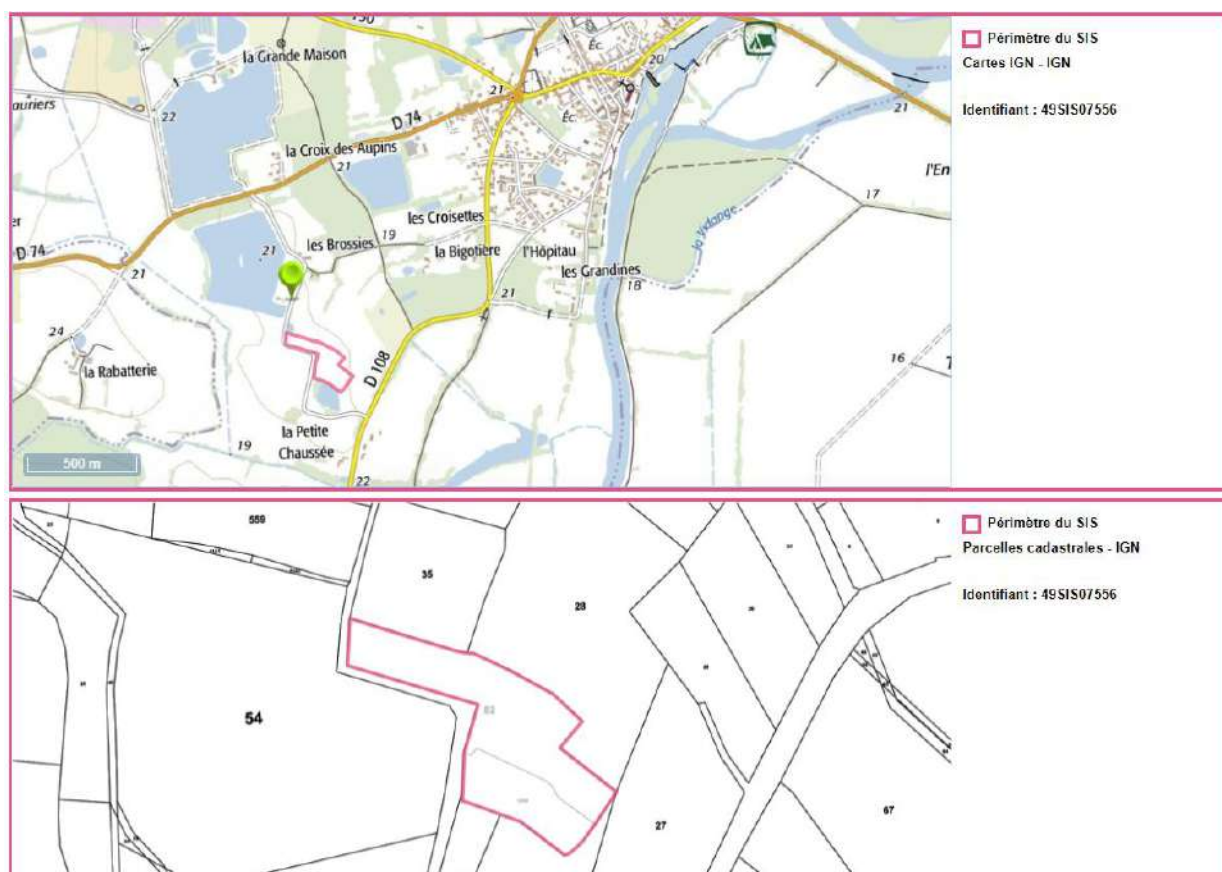 Périmètre du SIS
Cartes IGN - IGN
Identifiant : 49SIS07556
la Grande Maison
Éc.
20
21
21
auriers
22
D 74
Éc.
la Croix des Aupins
21
17
l'En
les Croisettes
la Vidange
er
D 74
21
les Brossies
19
la Bigotière
l'Hôpitau
les Grandines
21
18
21
24
la Rabatterie
D 108
16
la Petite
Chaussée
19
500 m
22
Périmètre du SIS
Parcelles cadastrales - IGN
Identifiant : 49SIS07556
559
35
28
54
27
67